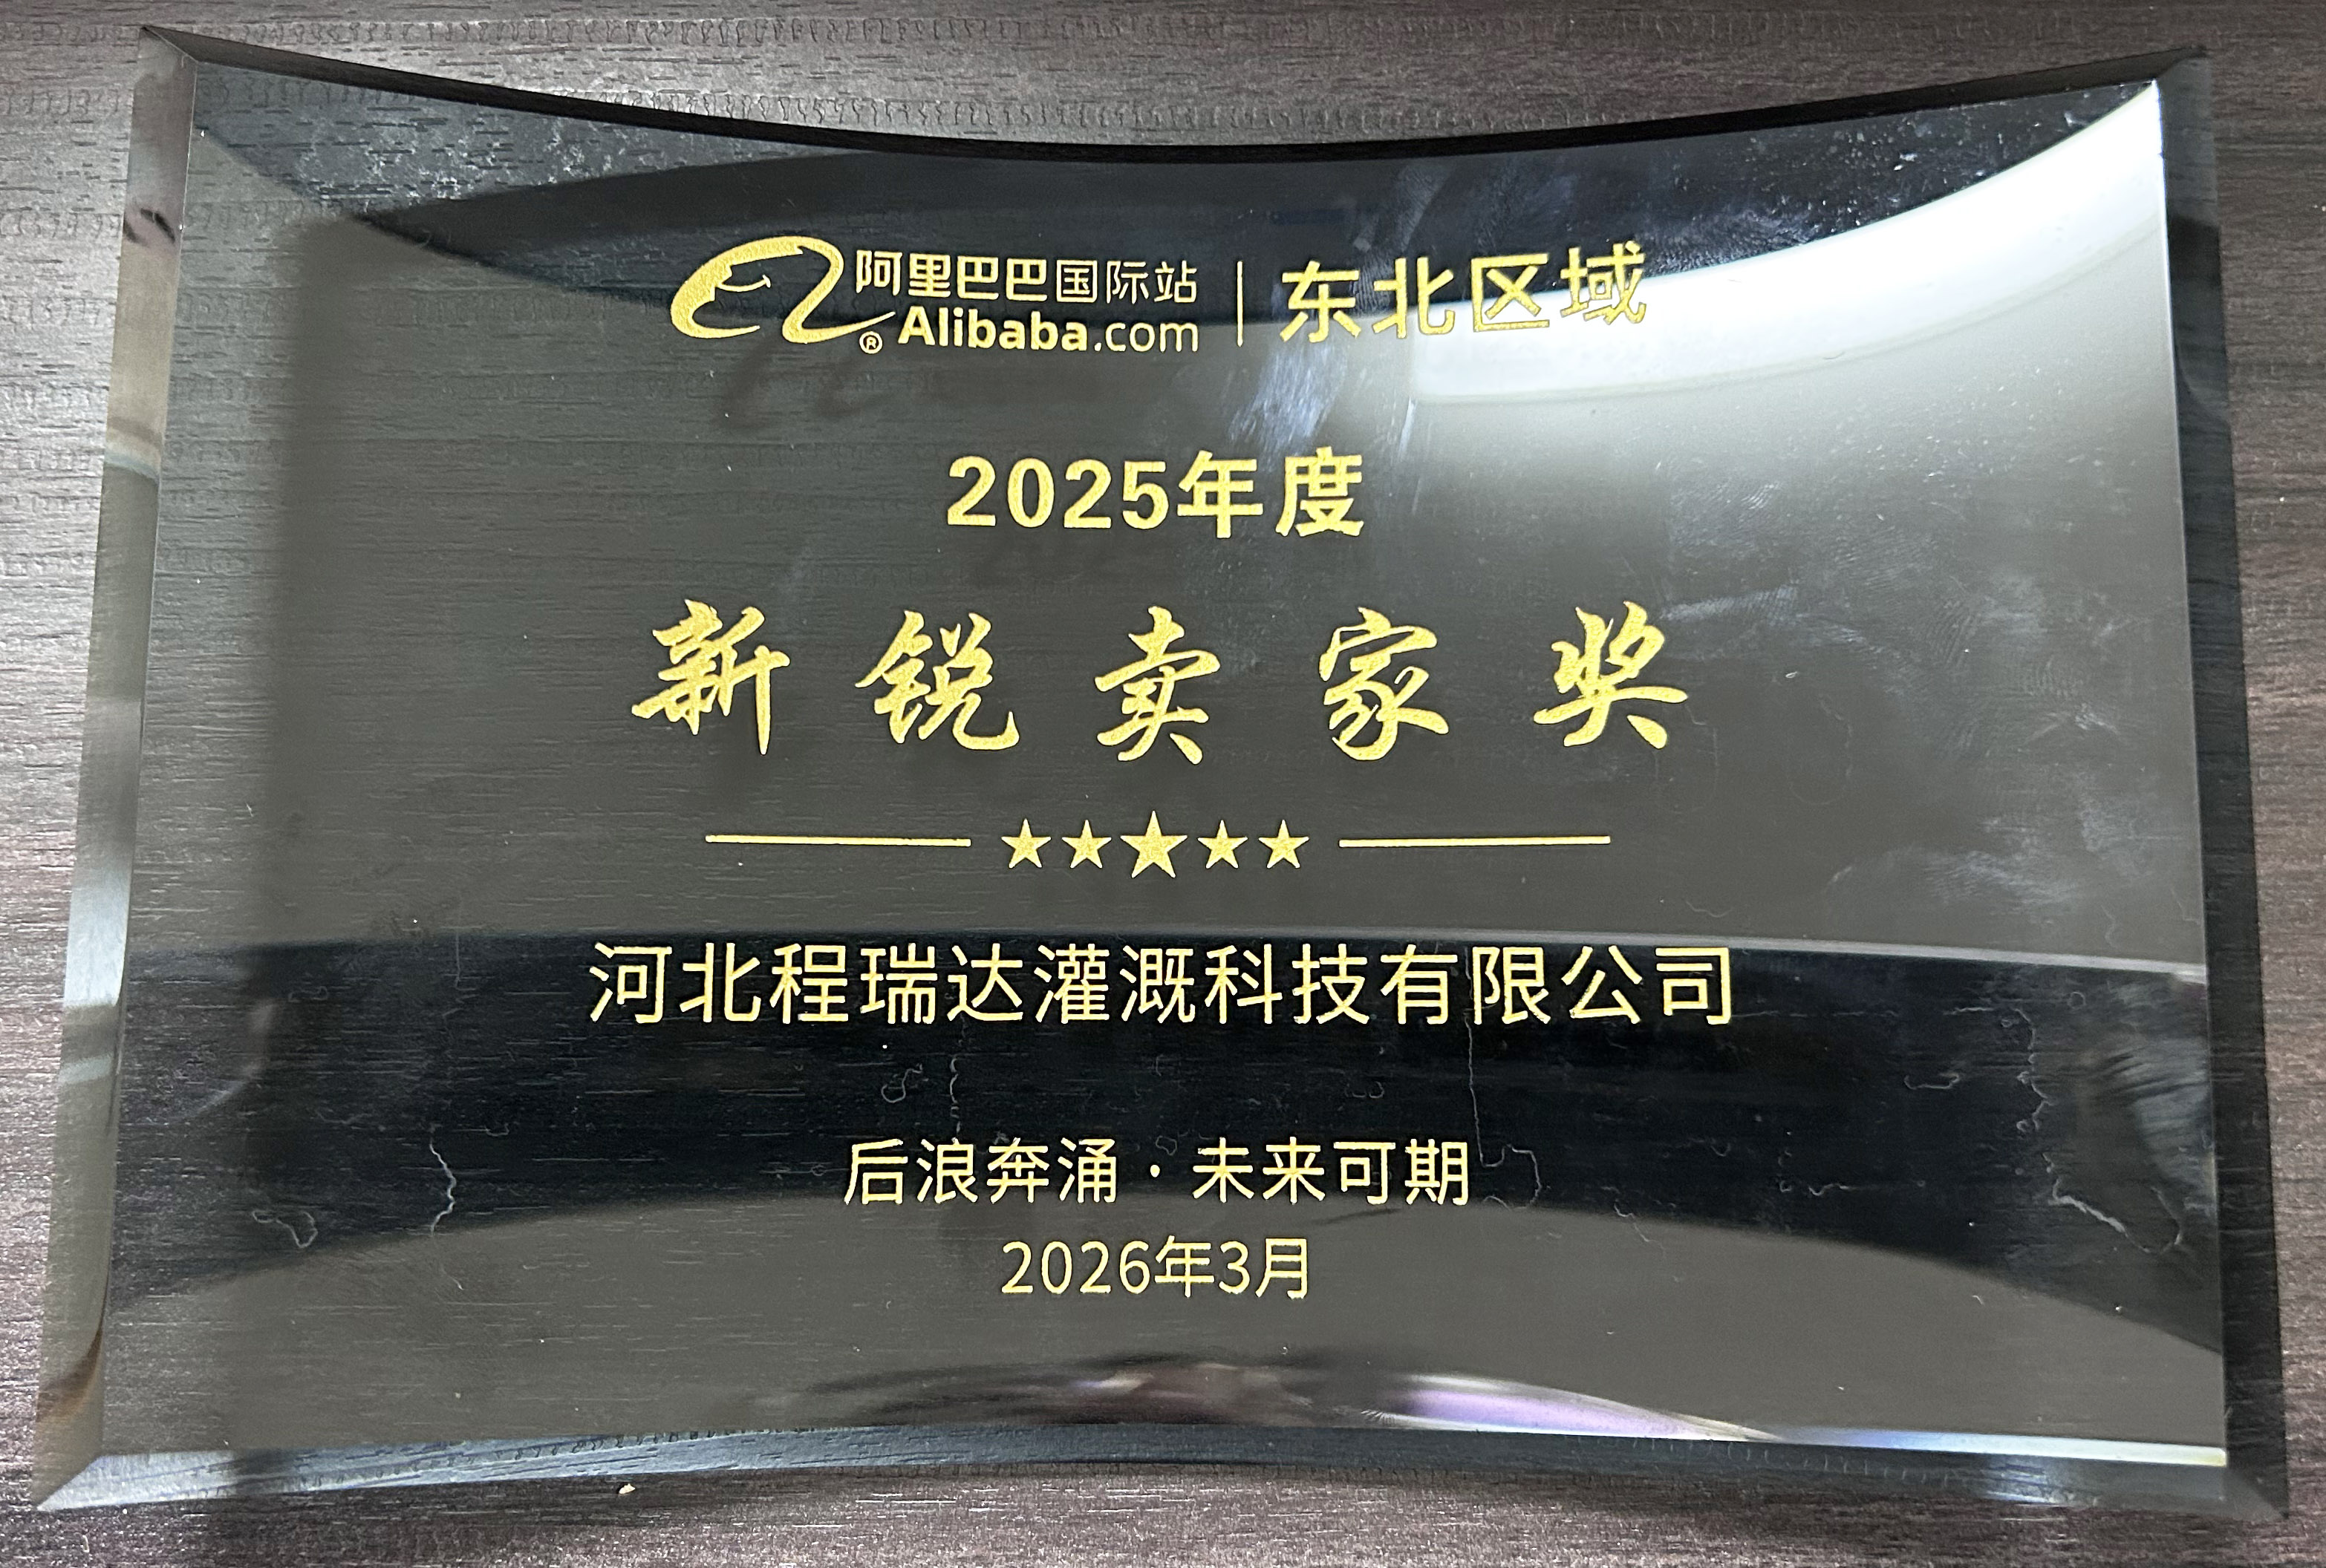 阿里巴巴国际站 | 东北区域
® Alibaba.com
2025年度
新锐卖家奖
河北程瑞达灌溉科技有限公司
后浪奔涌·未来可期
2026年3月